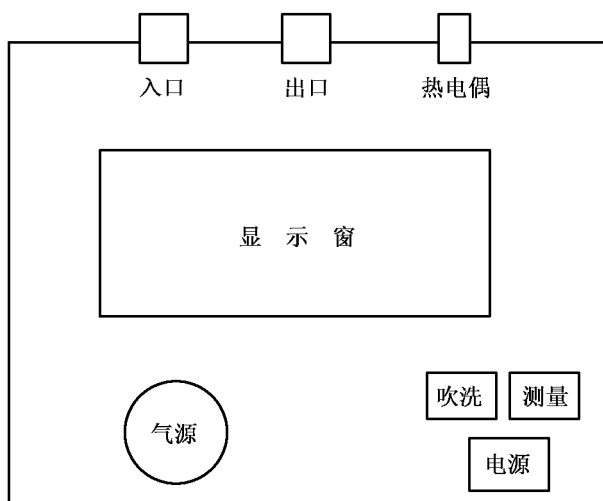 入口 出口 热电偶
显示窗
吹洗 测量
气源
电源